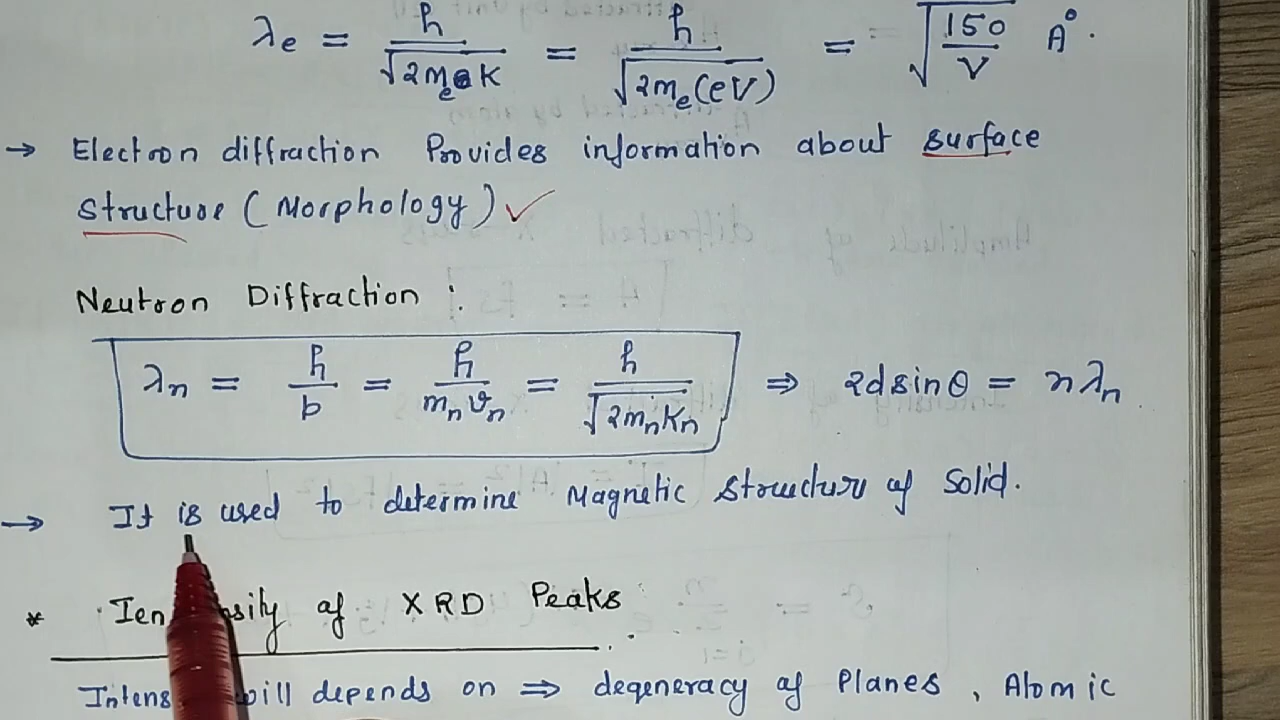 λe = h/√2meK = h/√2me(eV) = √150/V A°.
→ Electron diffraction Provides information about surface
structure (Morphology) ✓
Neutron Diffraction :
λn = h/p = h/mnvn = h/√2mnKn ⇒ 2d sinθ = nλn
→ It is used to determine Magnetic structure of Solid.
* of XRD Peaks
will depends on ⇒ degeneracy of Planes , Atomic